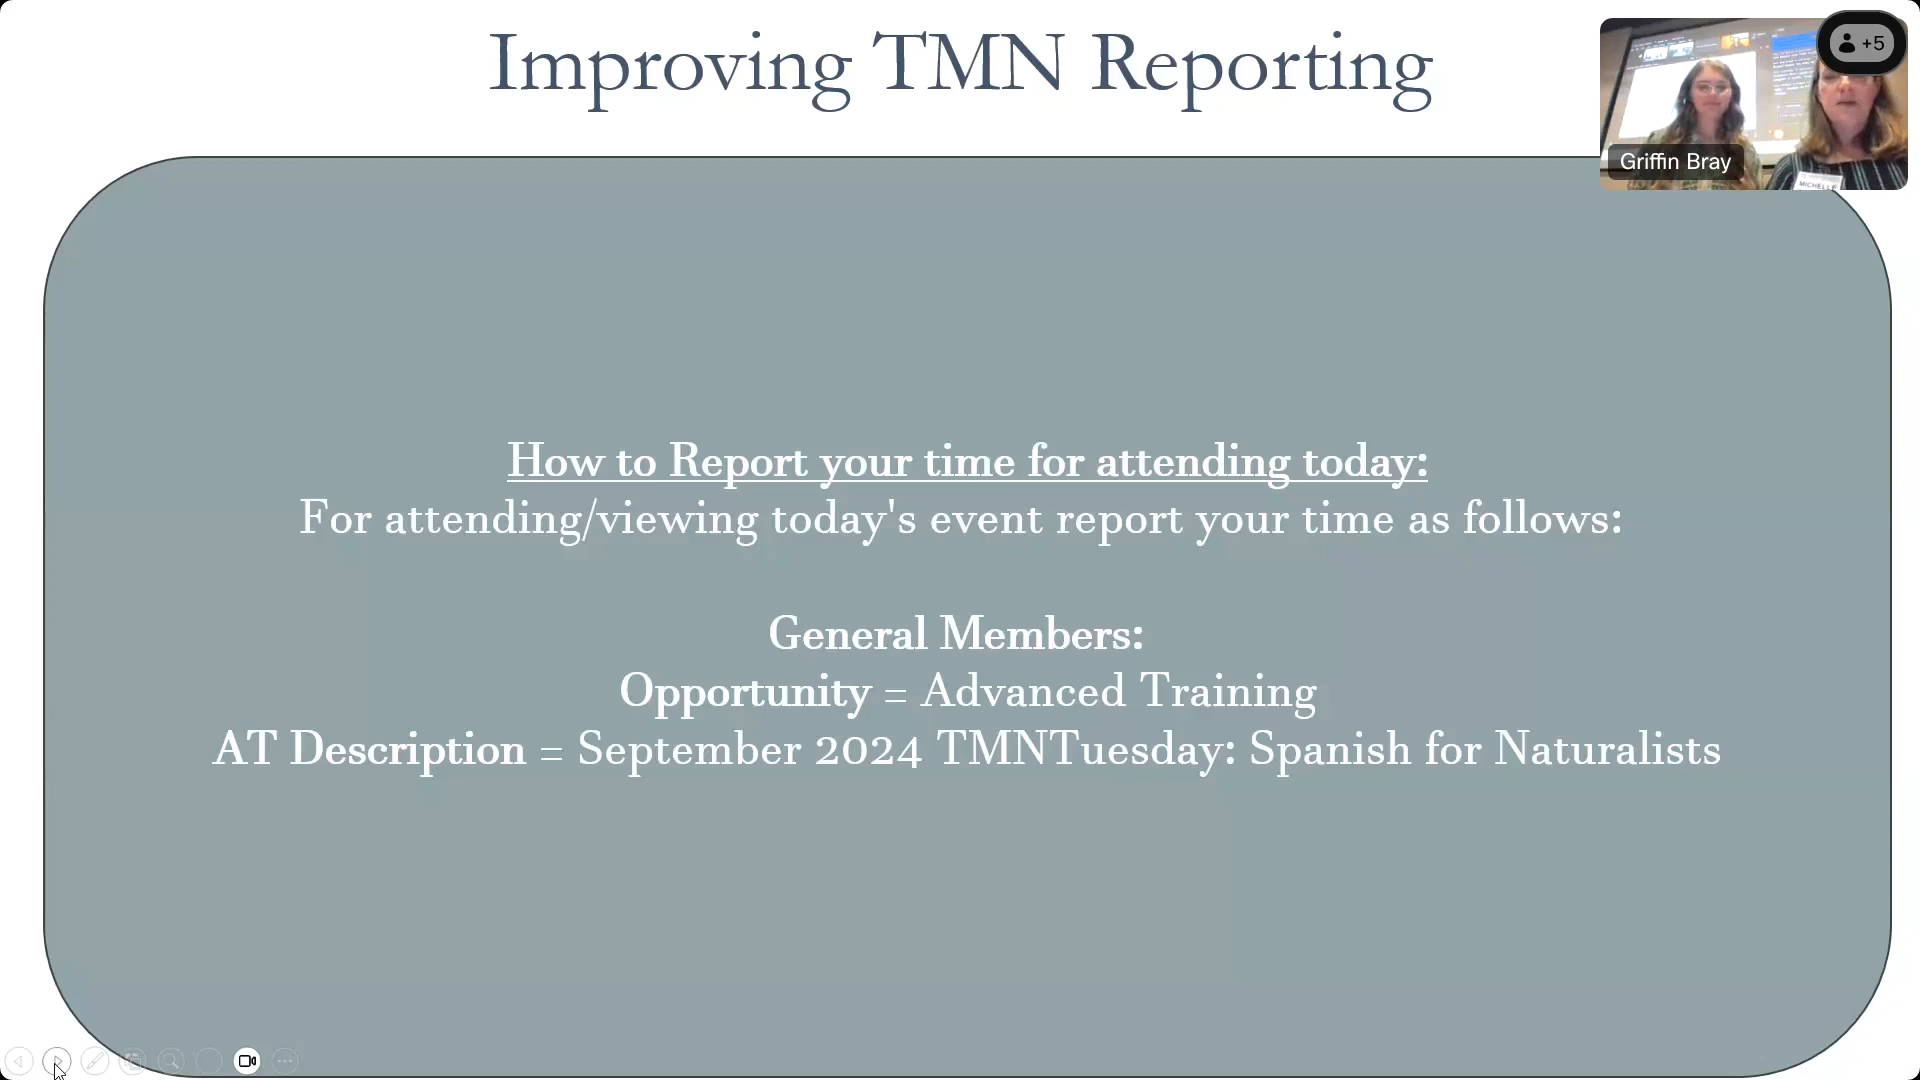 Improving TMN Reporting
+5
Griffin Bray
MICHELLE
How to Report your time for attending today:
For attending/viewing today's event report your time as follows:
General Members:
Opportunity = Advanced Training
AT Description = September 2024 TMNTuesday: Spanish for Naturalists